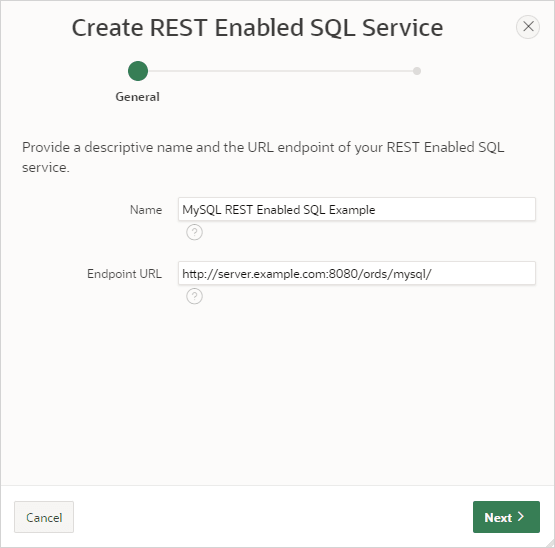 Create REST Enabled SQL Service
General
Provide a descriptive name and the URL endpoint of your REST Enabled SQL
service.
Name MySQL REST Enabled SQL Example
?
Endpoint URL http://server.example.com:8080/ords/mysql/
?
Cancel Next